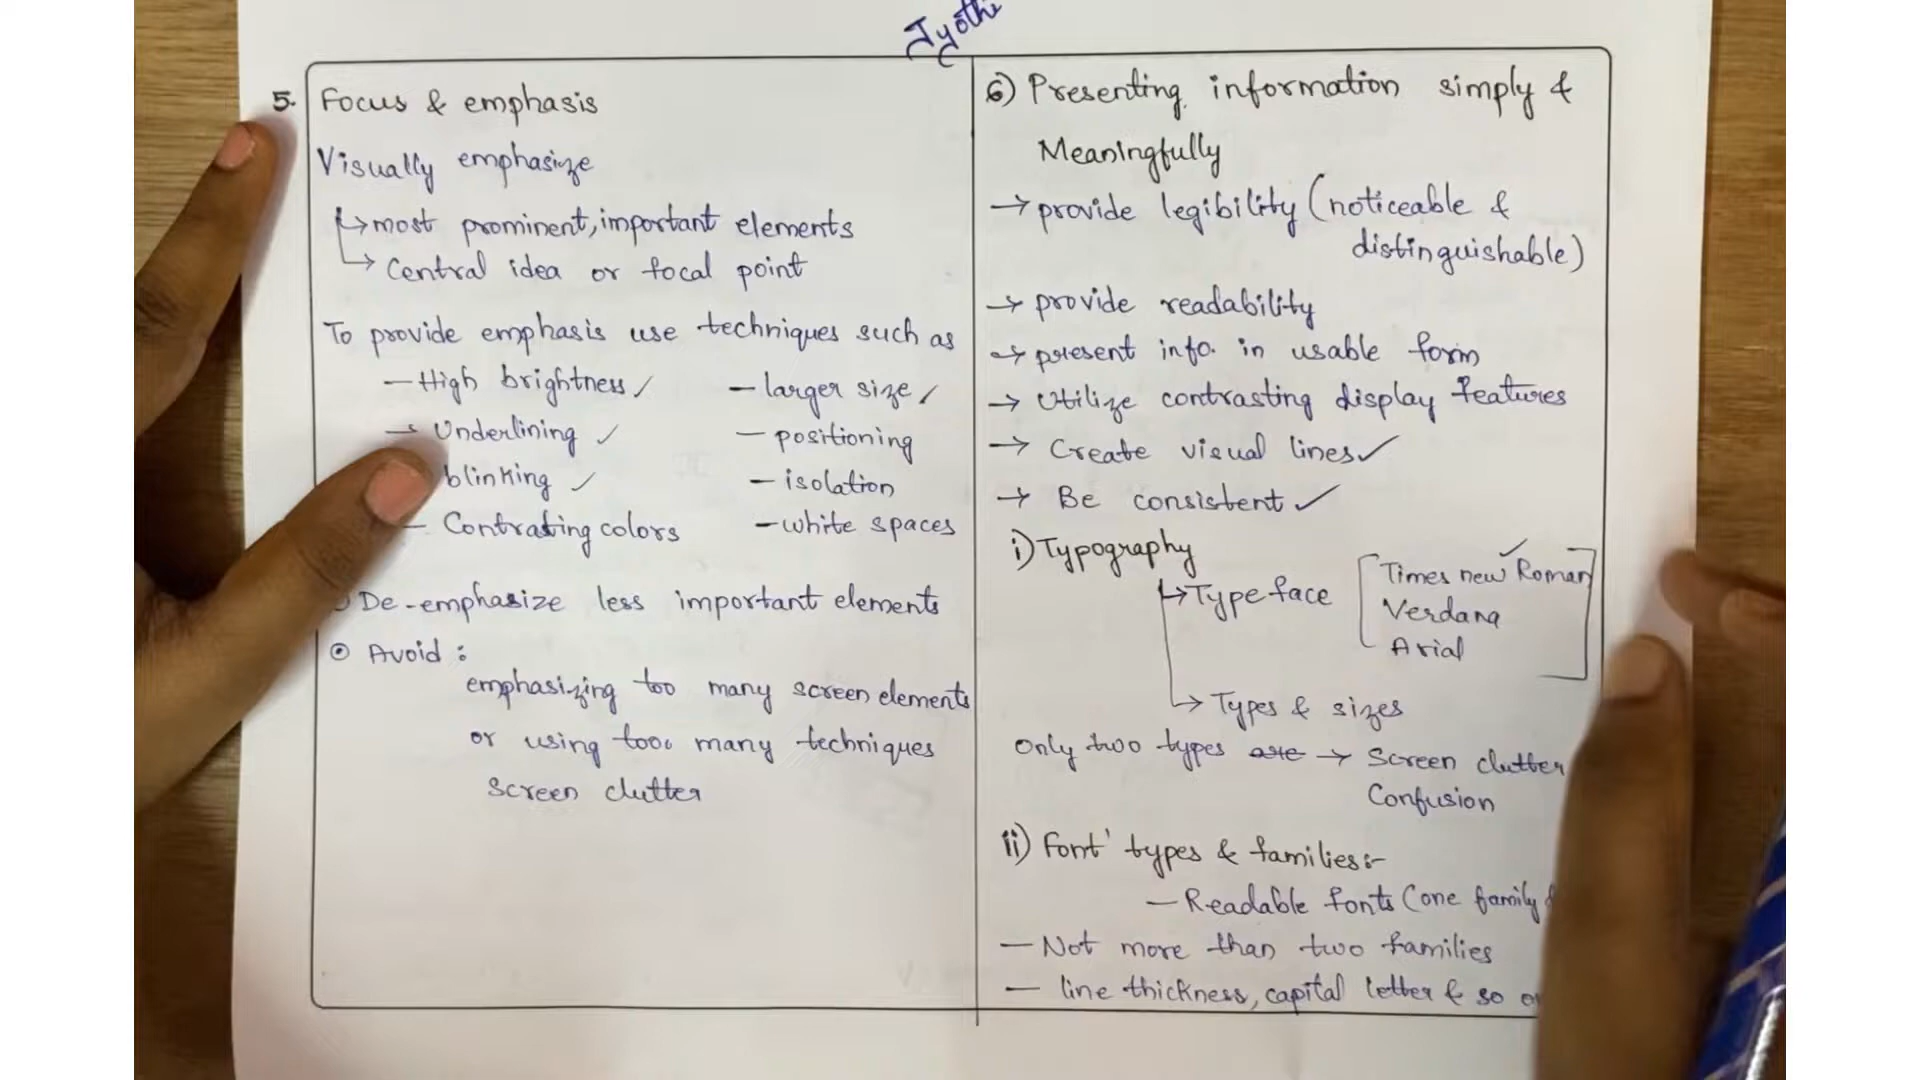 Jyothi
5. Focus & emphasis
Visually emphasize
↳ most prominent, important elements
↳ Central idea or focal point
To provide emphasis use techniques such as
– High brightness ✓ – larger size ✓
– Underlining ✓ – positioning
blinking ✓ – isolation
– Contrating colors – white spaces
De-emphasize less important elements
⊙ Avoid :
emphasizing too many screen elements
or using too many techniques
screen clutter
6) Presenting information simply &
Meaningfully
→ provide legibility (noticeable &
distinguishable)
→ provide readability
→ present info. in usable form
→ Utilize contrasting display features
→ Create visual lines ✓
→ Be consistent ✓
i) Typography
↳ Type face [Times new Roman ✓
Verdana
Arial]
↳ Types & sizes
Only two types are → Screen clutter
Confusion
ii) Font' types & families :-
– Readable fonts (one family &
– Not more than two families
– line thickness, capital letter & so on